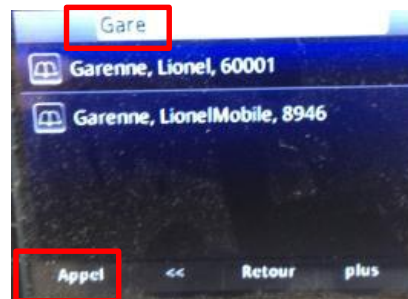 Gare
Garenne, Lionel, 60001
Garenne, LionelMobile, 8946
Appel << Retour plus